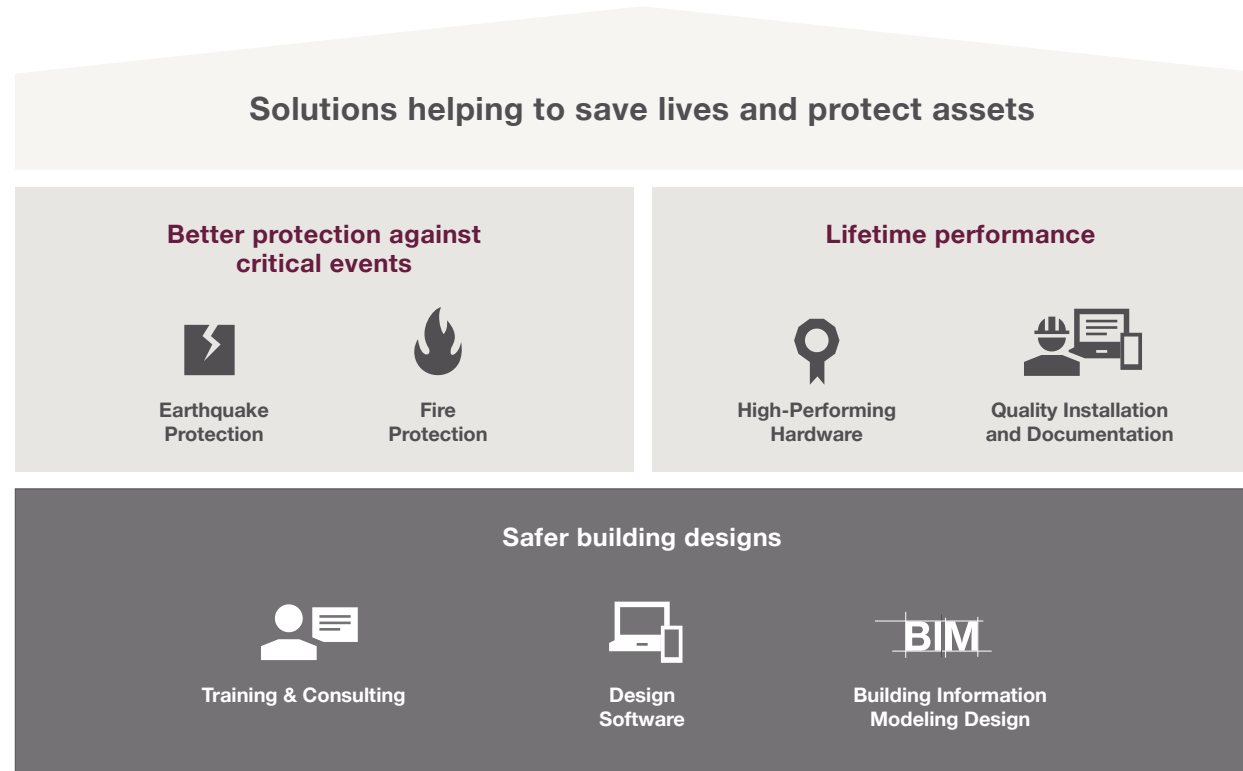 Solutions helping to save lives and protect assets
Better protection against
critical events
Earthquake
Protection
Fire
Protection
Lifetime performance
High-Performing
Hardware
Quality Installation
and Documentation
Safer building designs
Training & Consulting
Design
Software
BIM
Building Information
Modeling Design